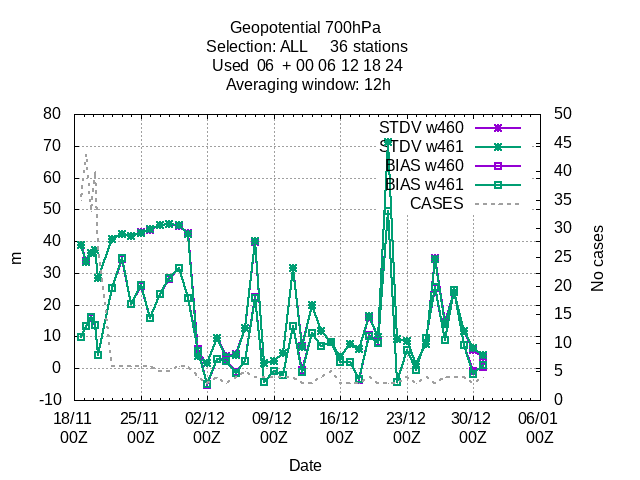 Geopotential 700hPa
Selection: ALL     36 stations
Used  06  + 00 06 12 18 24
Averaging window: 12h
80 50
70 45
60 40
50 35
40 30
30 25
20 20
10 15
0 10
-10 5
0
m
No cases
STDV w460
STDV w461
BIAS w460
BIAS w461
CASES
18/11 25/11 02/12 09/12 16/12 23/12 30/12 06/01
00Z 00Z 00Z 00Z 00Z 00Z 00Z 00Z
Date